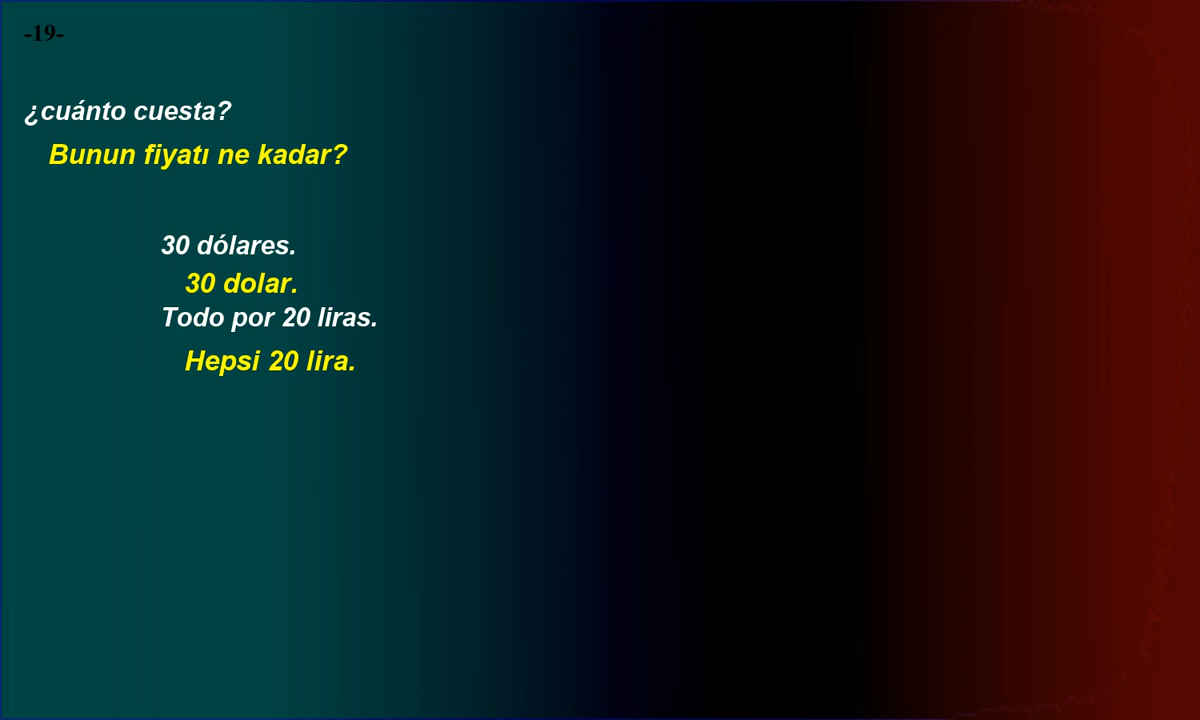 -19-
¿cuánto cuesta?
Bunun fiyatı ne kadar?
30 dólares.
30 dolar.
Todo por 20 liras.
Hepsi 20 lira.